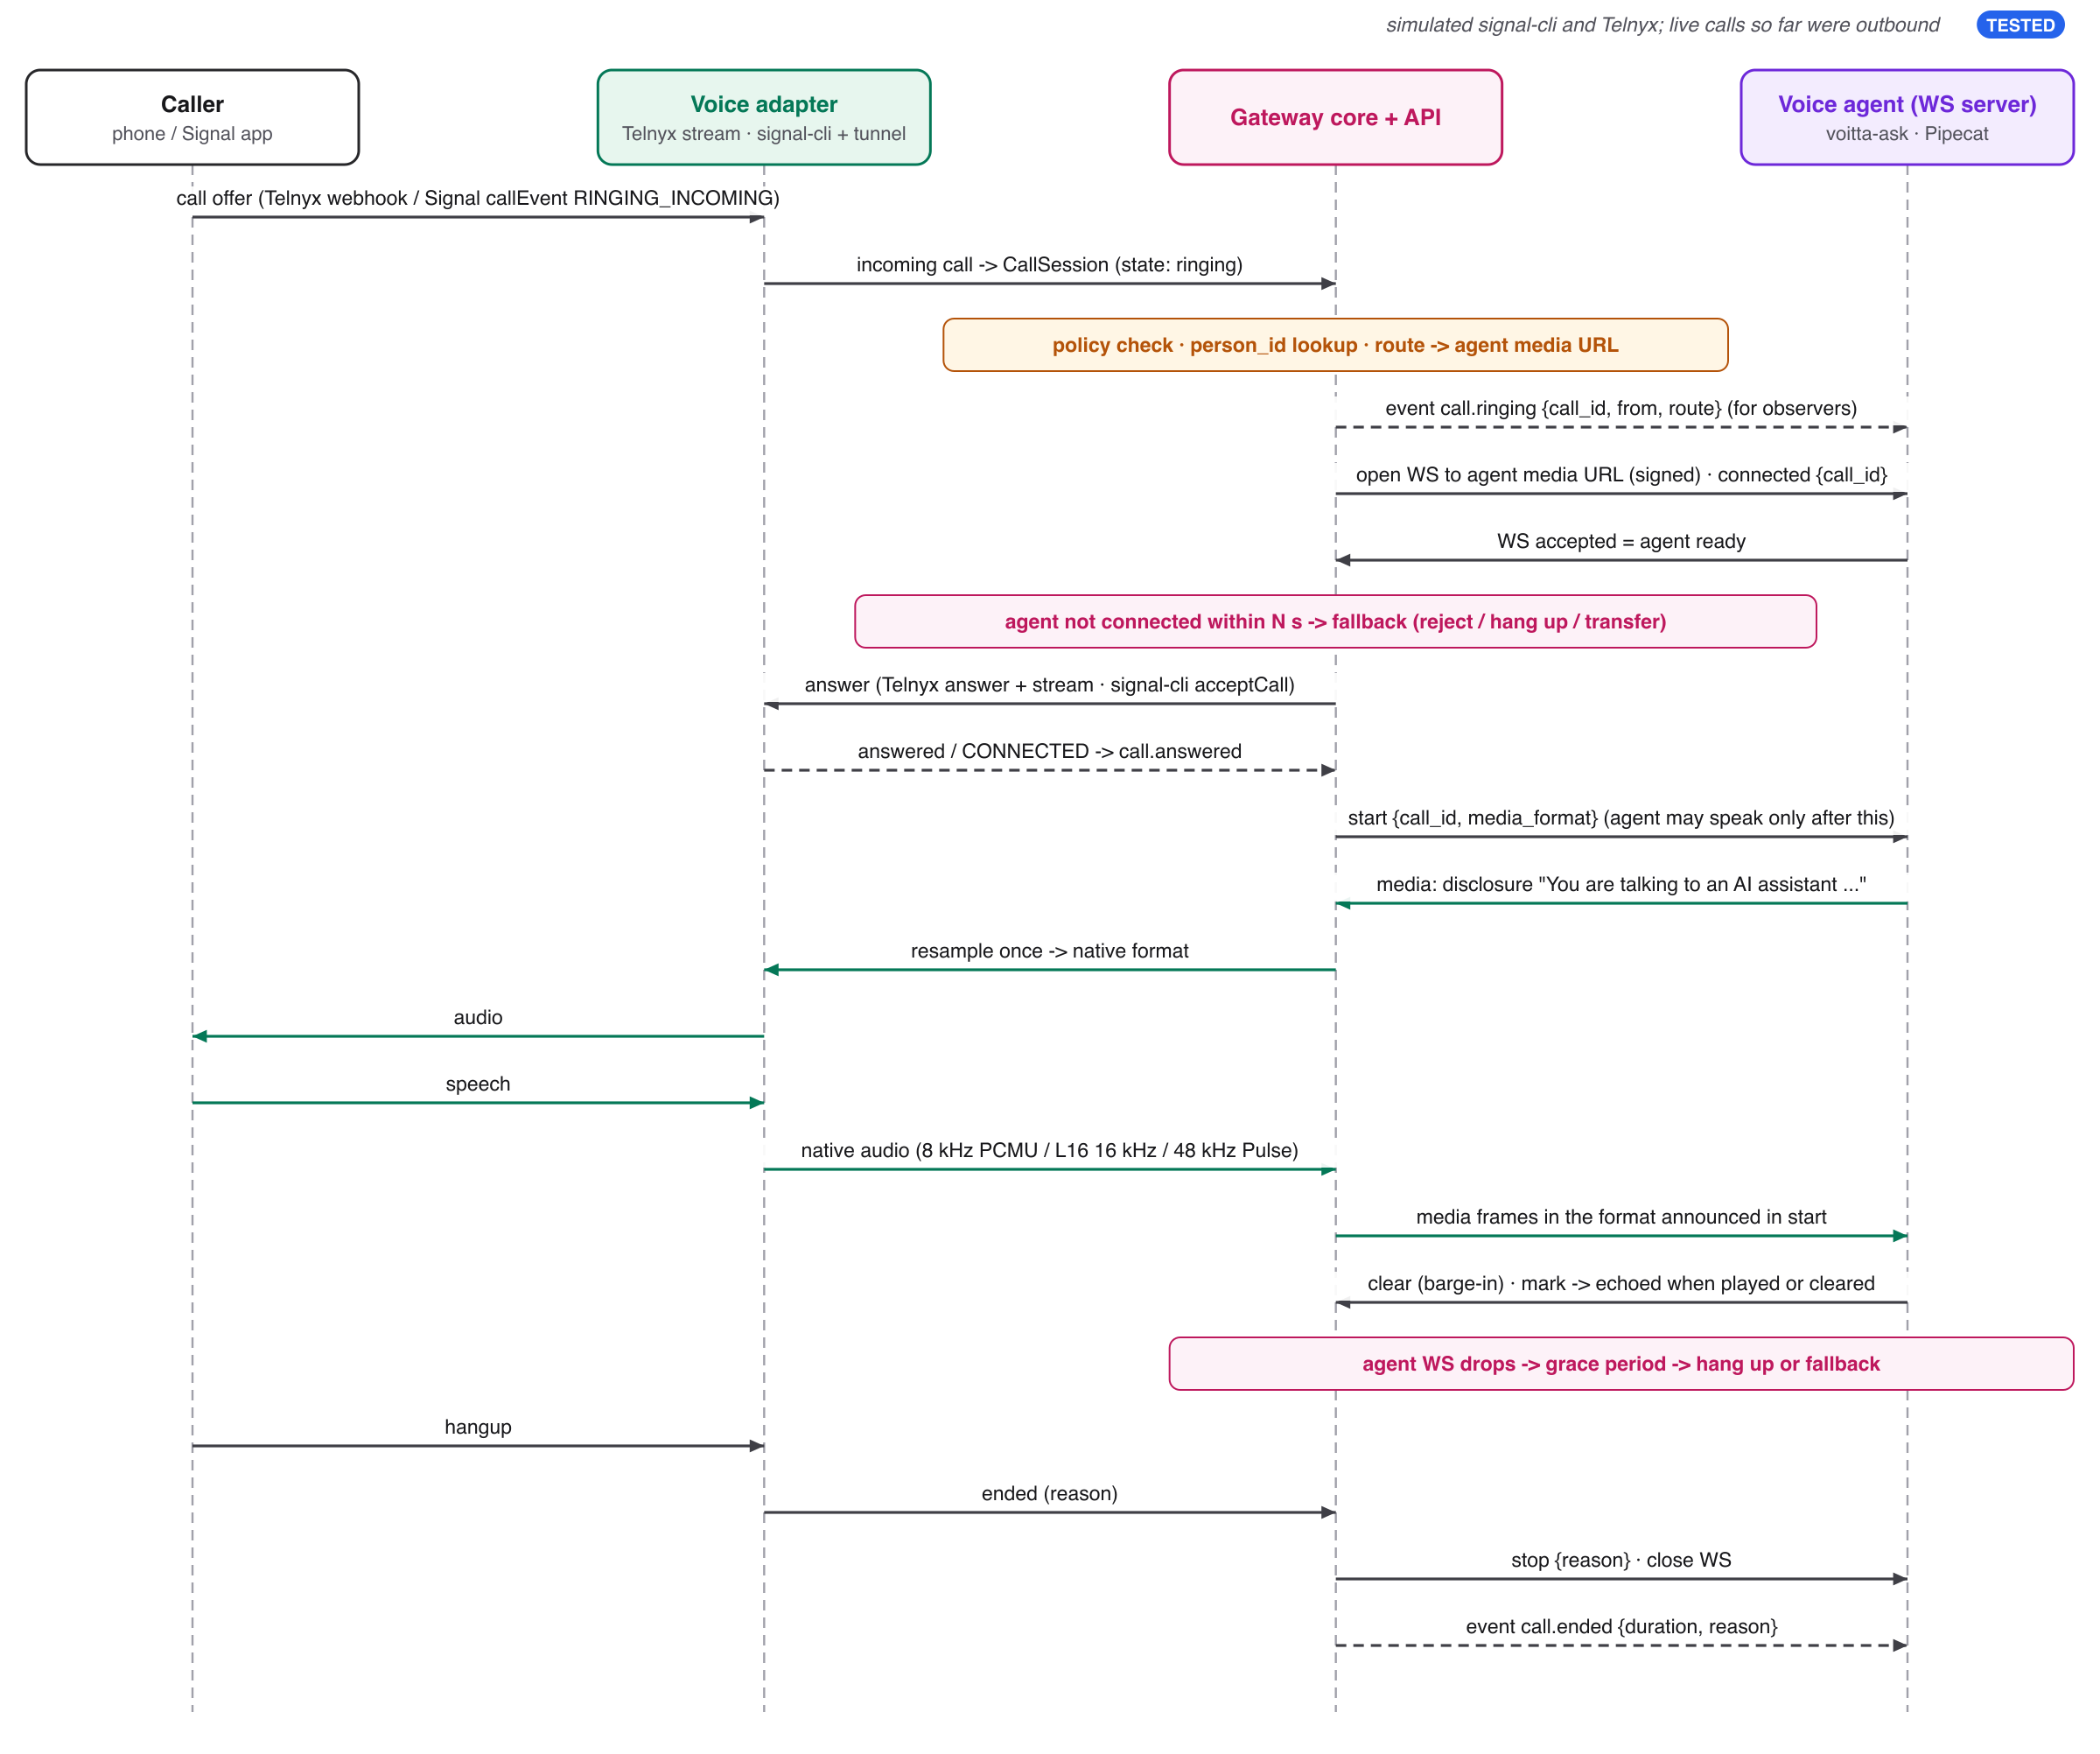 simulated signal-cli and Telnyx; live calls so far were outbound TESTED
Caller
phone / Signal app
Voice adapter
Telnyx stream · signal-cli + tunnel
Gateway core + API
Voice agent (WS server)
voitta-ask · Pipecat
call offer (Telnyx webhook / Signal callEvent RINGING_INCOMING)
incoming call -> CallSession (state: ringing)
policy check · person_id lookup · route -> agent media URL
event call.ringing {call_id, from, route} (for observers)
open WS to agent media URL (signed) · connected {call_id}
WS accepted = agent ready
agent not connected within N s -> fallback (reject / hang up / transfer)
answer (Telnyx answer + stream · signal-cli acceptCall)
answered / CONNECTED -> call.answered
start {call_id, media_format} (agent may speak only after this)
media: disclosure "You are talking to an AI assistant ..."
resample once -> native format
audio
speech
native audio (8 kHz PCMU / L16 16 kHz / 48 kHz Pulse)
media frames in the format announced in start
clear (barge-in) · mark -> echoed when played or cleared
agent WS drops -> grace period -> hang up or fallback
hangup
ended (reason)
stop {reason} · close WS
event call.ended {duration, reason}